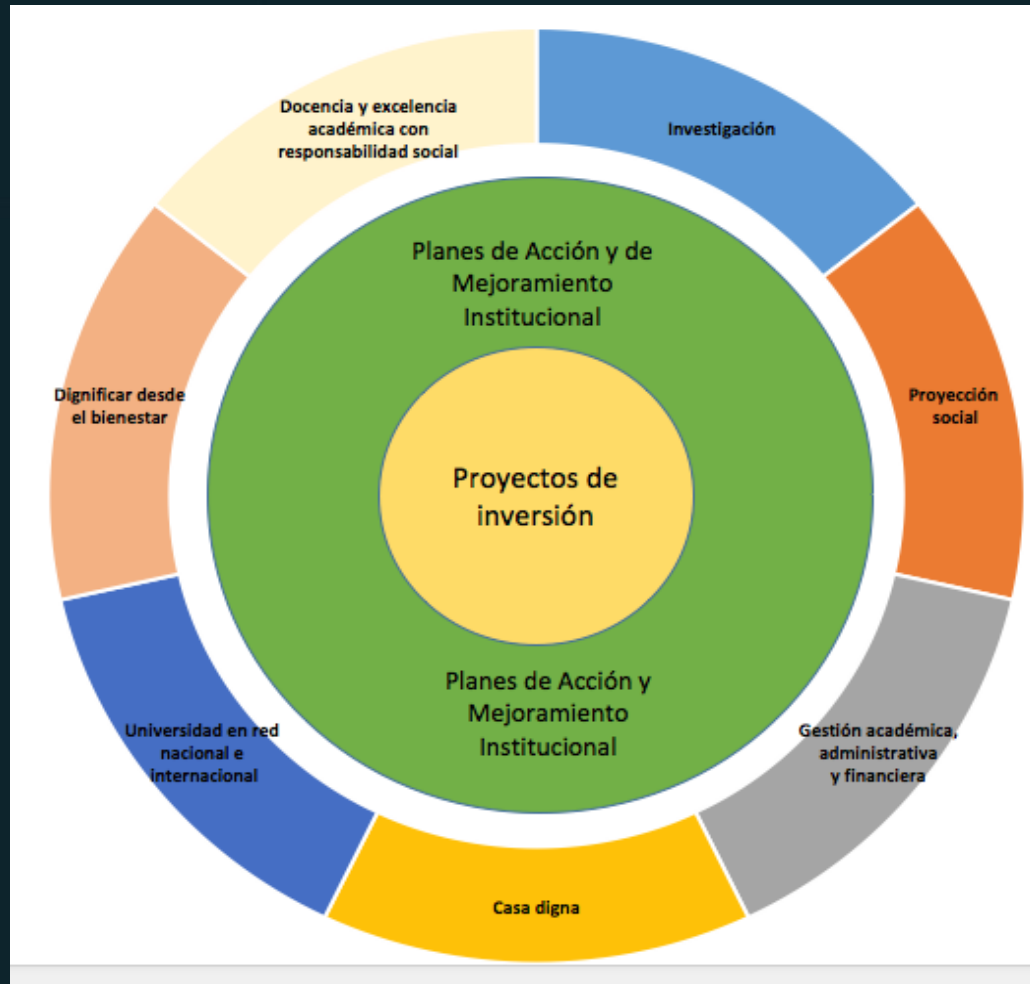 Docencia y excelencia
académica con
responsabilidad social
Investigación
Planes de Acción y de
Mejoramiento
Institucional
Dignificar desde
el bienestar
Proyección
social
Proyectos de
inversión
Planes de Acción y
Mejoramiento
Institucional
Universidad en red
nacional e
internacional
Gestión académica,
administrativa
y financiera
Casa digna